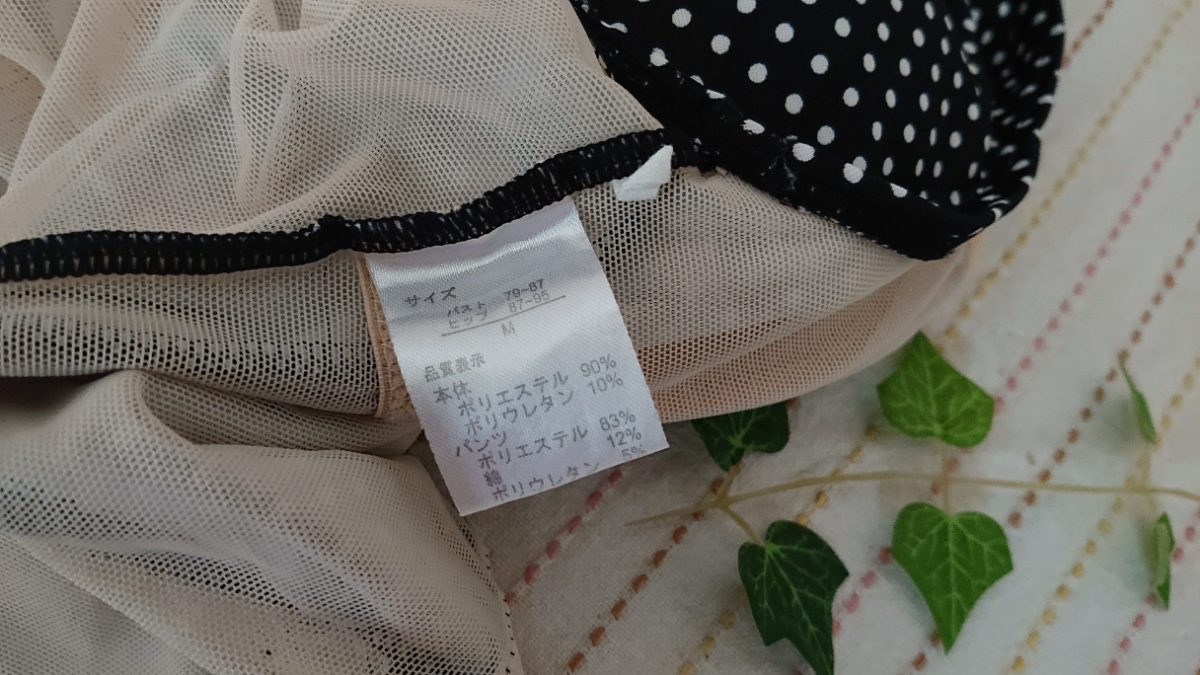 サイズ
バスト 79~87
ヒップ 87~95
M
品質表示
本体
ポリエステル 90%
ポリウレタン 10%
パンツ
ポリエステル 83%
綿 12%
ポリウレタン 5%